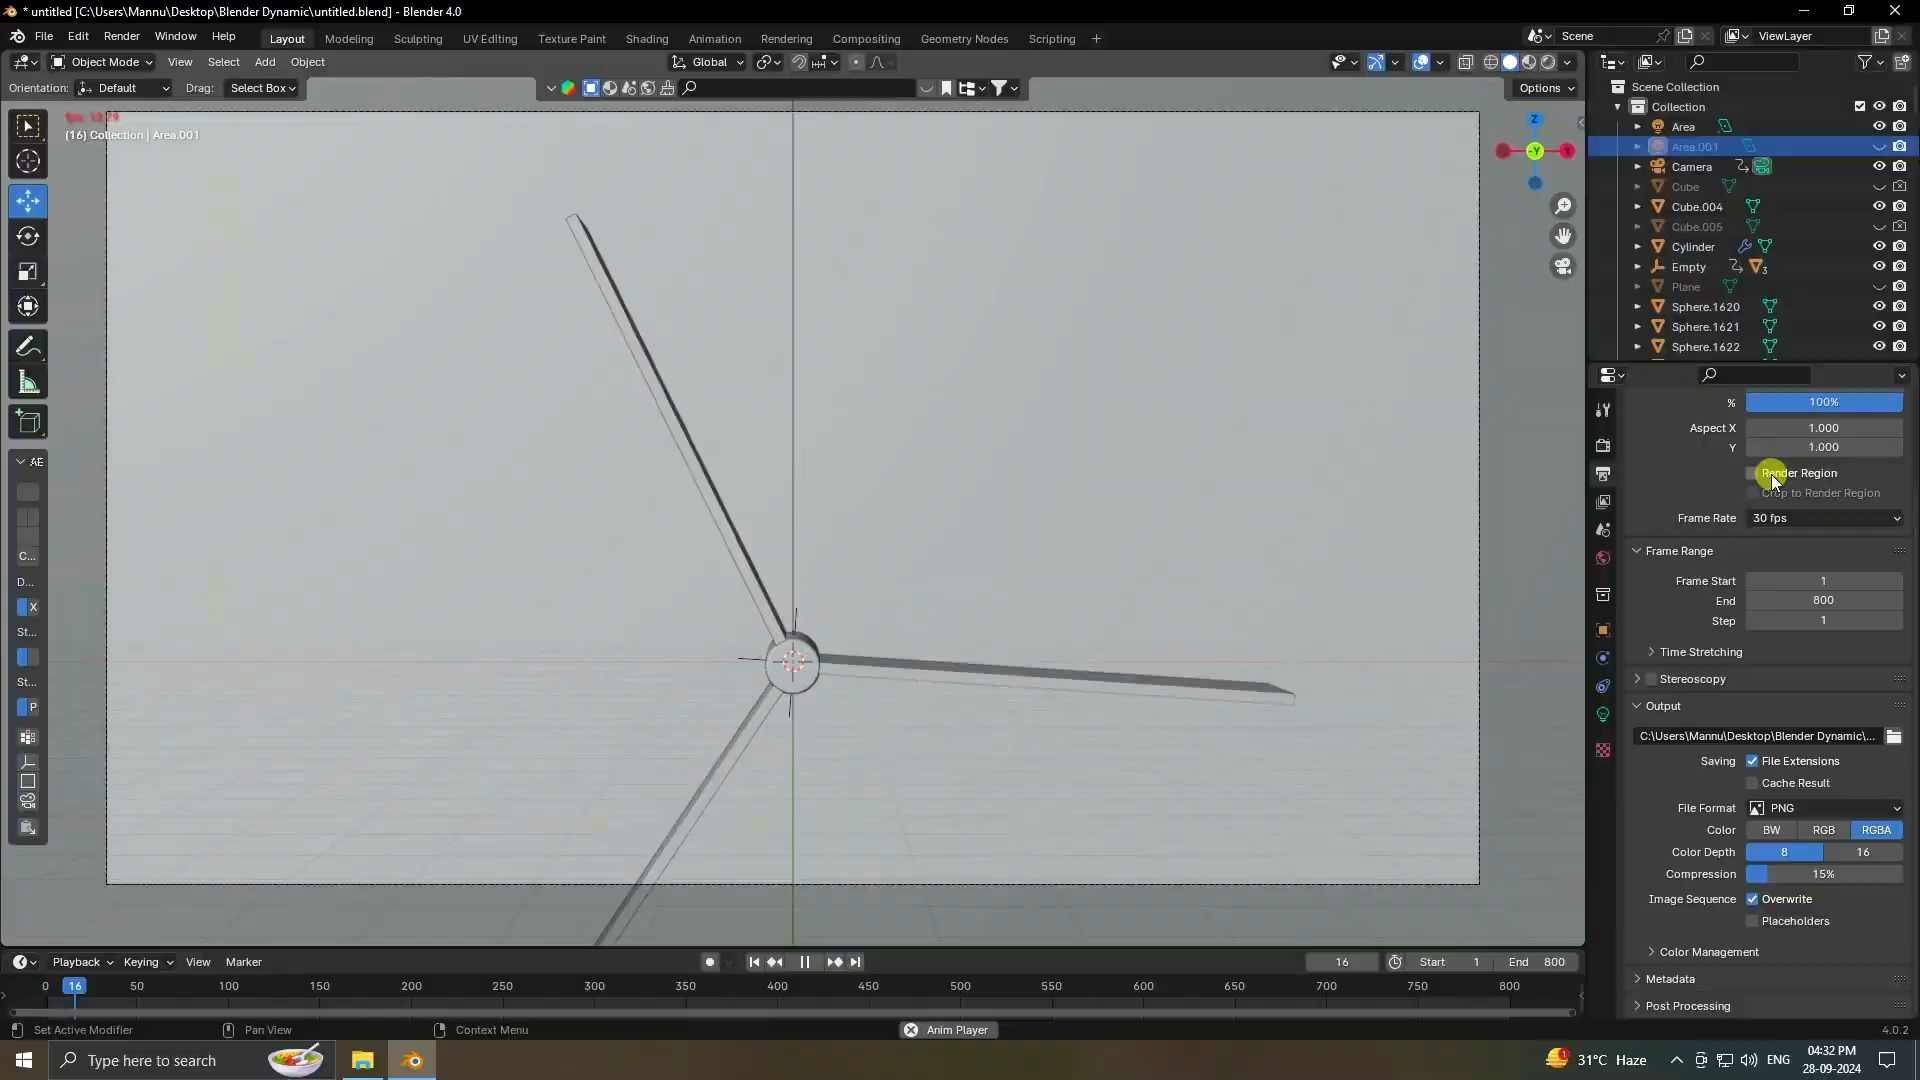 * untitled [C:\Users\Mannu\Desktop\Blender Dynamic\untitled.blend] - Blender 4.0
File Edit Render Window Help
Layout Modeling Sculpting UV Editing Texture Paint Shading Animation Rendering Compositing Geometry Nodes Scripting +
Scene ViewLayer
Object Mode View Select Add Object Global
Orientation: Default Drag: Select Box Options
fps: 13.79
(16) Collection | Area.001
Z
-Y
X
AE
C...
D...
X
St...
St...
P
Scene Collection
Collection
Area
Area.001
Camera
Cube
Cube.004
Cube.005
Cylinder
Empty 3
Plane
Sphere.1620
Sphere.1621
Sphere.1622
% 100%
Aspect X 1.000
Y 1.000
Render Region
Crop to Render Region
Frame Rate 30 fps
Frame Range
Frame Start 1
End 800
Step 1
Time Stretching
Stereoscopy
Output
C:\Users\Mannu\Desktop\Blender Dynamic\...
Saving File Extensions
Cache Result
File Format PNG
Color BW RGB RGBA
Color Depth 8 16
Compression 15%
Image Sequence Overwrite
Placeholders
Color Management
Metadata
Post Processing
Playback Keying View Marker 16 Start 1 End 800
0 16 50 100 150 200 250 300 350 400 450 500 550 600 650 700 750 800
Set Active Modifier Pan View Context Menu Anim Player 4.0.2
Type here to search 1 31°C Haze ENG 04:32 PM
28-09-2024